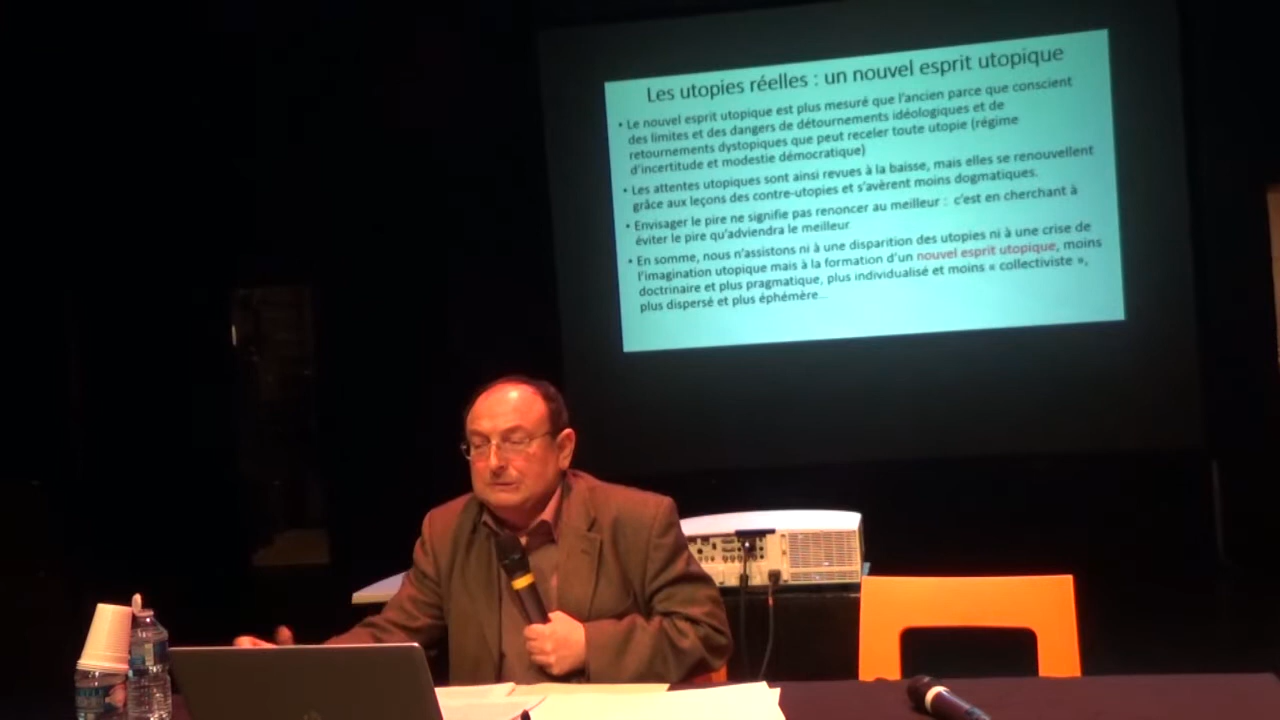 Les utopies réelles : un nouvel esprit utopique
• Le nouvel esprit utopique est plus mesuré que l'ancien parce que conscient
des limites et des dangers de détournements idéologiques et de
retournements dystopiques que peut receler toute utopie (régime
d'incertitude et modestie démocratique)
• Les attentes utopiques sont ainsi revues à la baisse, mais elles se renouvellent
grâce aux leçons des contre-utopies et s'avèrent moins dogmatiques.
• Envisager le pire ne signifie pas renoncer au meilleur : c'est en cherchant à
éviter le pire qu'adviendra le meilleur
• En somme, nous n'assistons ni à une disparition des utopies ni à une crise de
l'imagination utopique mais à la formation d'un nouvel esprit utopique, moins
doctrinaire et plus pragmatique, plus individualisé et moins « collectiviste »,
plus dispersé et plus éphémère...